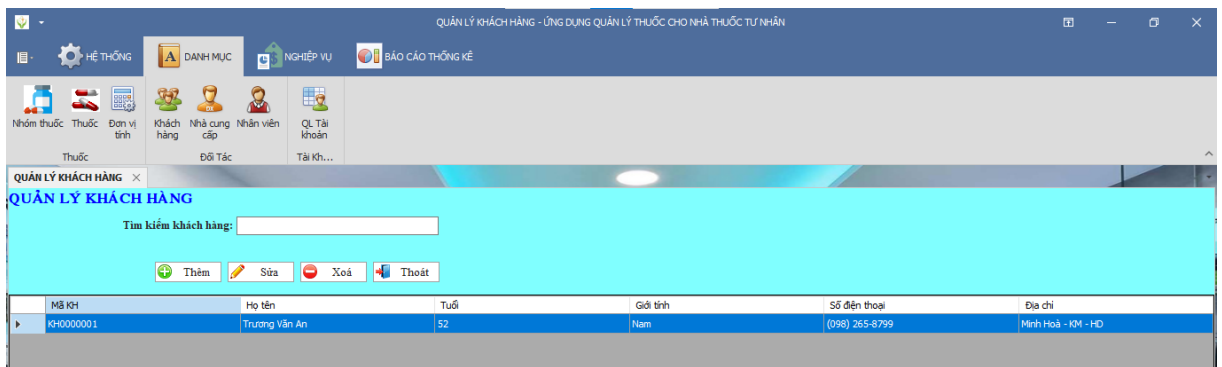 QUẢN LÝ KHÁCH HÀNG - ỨNG DỤNG QUẢN LÝ THUỐC CHO NHÀ THUỐC TƯ NHÂN
HỆ THỐNG DANH MỤC NGHIỆP VỤ BÁO CÁO THỐNG KÊ
Nhóm thuốc Thuốc Đơn vị tính Khách hàng Nhà cung cấp Nhân viên QL Tài khoản
Thuốc Đối Tác Tài Kh...
QUẢN LÝ KHÁCH HÀNG
QUẢN LÝ KHÁCH HÀNG
Tìm kiếm khách hàng:
Thêm Sửa Xoá Thoát
Mã KH Họ tên Tuổi Giới tính Số điện thoại Địa chỉ
KH0000001 Trương Văn An 52 Nam (098) 265-8799 Minh Hoà - KM - HD